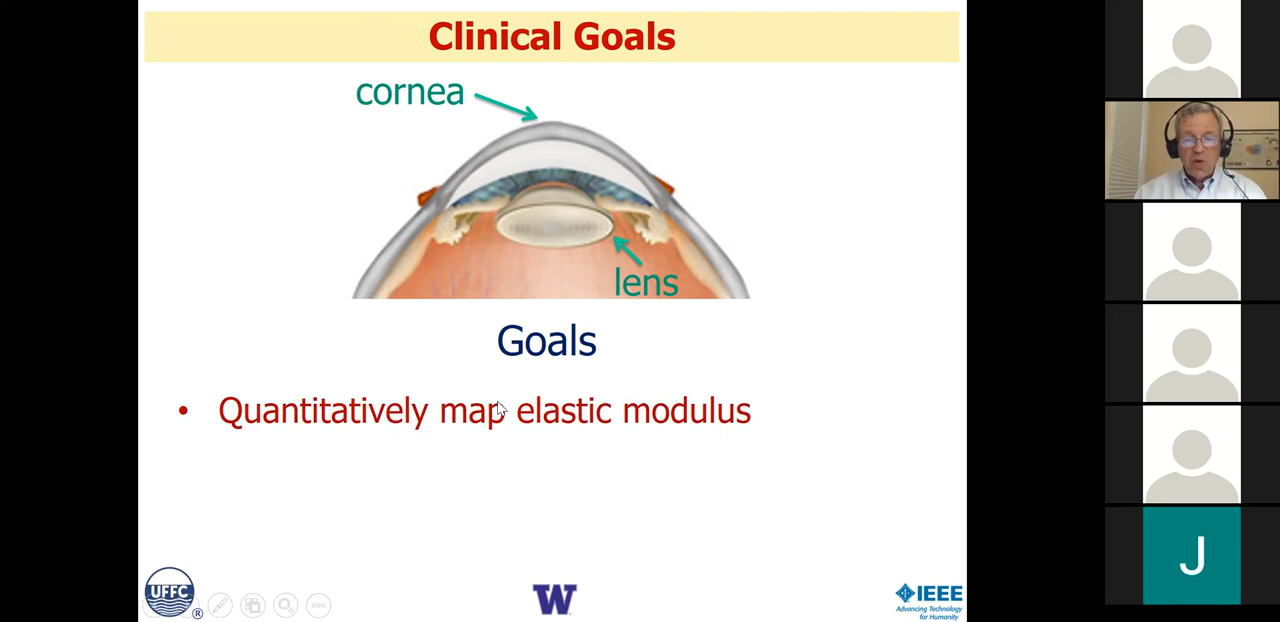 Clinical Goals
cornea
lens
Goals
• Quantitatively map elastic modulus
UFFC
®
W
IEEE
Advancing Technology
for Humanity
J